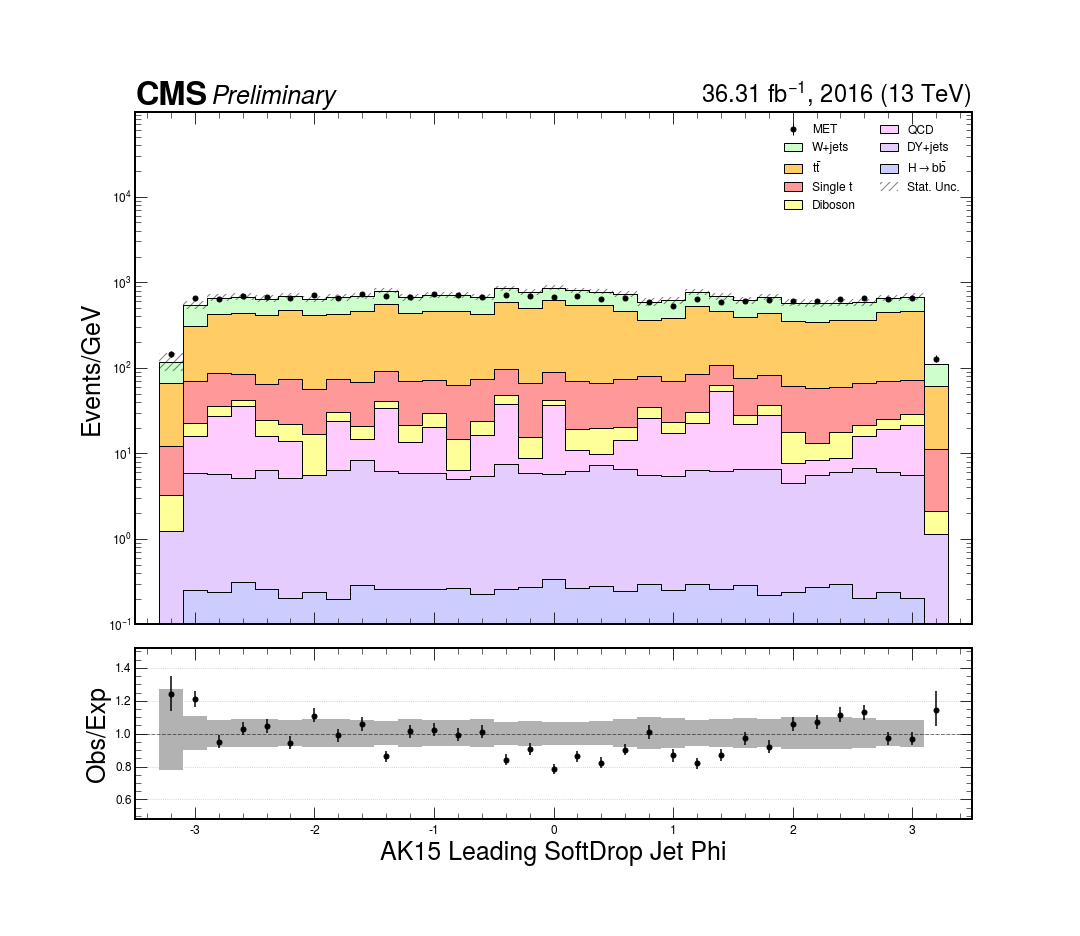 CMS Preliminary 36.31 fb⁻¹, 2016 (13 TeV)
MET QCD
W+jets DY+jets
tt̄ H→bb̄
Single t Stat. Unc.
Diboson
Events/GeV
10⁴
10³
10²
10¹
10⁰
10⁻¹
Obs/Exp
1.4
1.2
1.0
0.8
0.6
-3 -2 -1 0 1 2 3
AK15 Leading SoftDrop Jet Phi